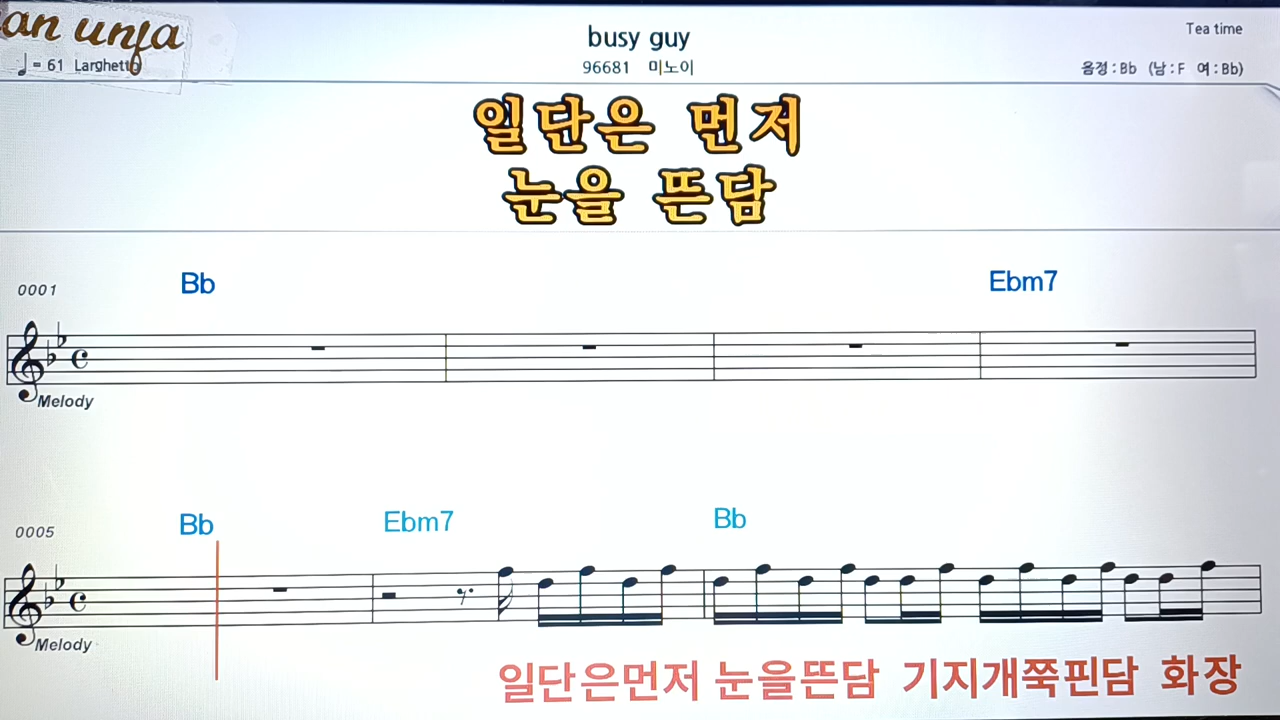 an unfa
busy guy
Tea time
♩= 61 Larghetto
96681 미노이
음정 : Bb (남 : F 여 : Bb)
일단은 먼저
눈을 뜬담
0001
Bb
Ebm7
Melody
0005
Bb
Ebm7
Bb
Melody
일단은먼저 눈을뜬담 기지개쭉핀담 화장